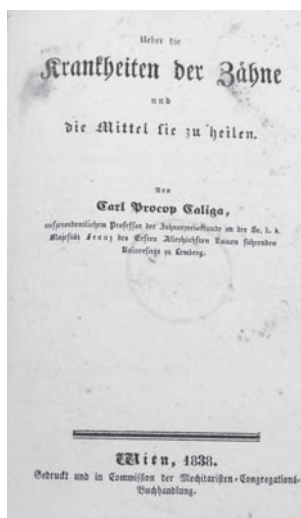 Ueber die
Krankheiten der Zähne
und
die Mittel sie zu heilen.
Von
Carl Procop Caliga,
außerordentlichem Professor der Zahnarzneikunde an der Se. k. k.
Majestät Franz des Ersten Allerhöchsten Namen führenden
Universität zu Lemberg.
Wien, 1838.
Gedruckt und in Commission der Mechitaristen-Congregations-
Buchhandlung.